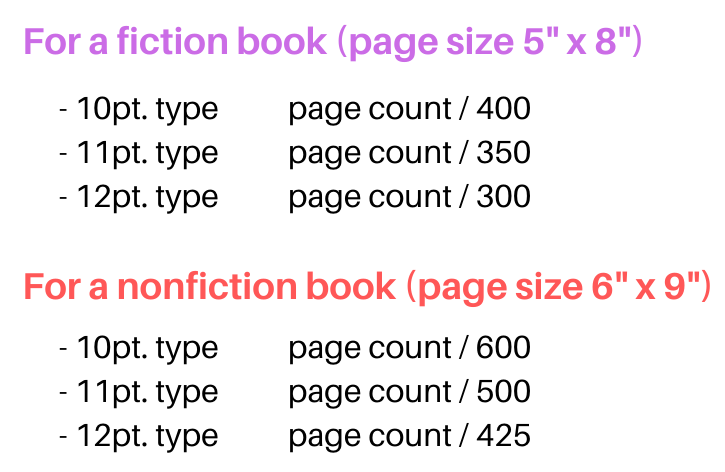 For a fiction book (page size 5" x 8")
- 10pt. type page count / 400
- 11pt. type page count / 350
- 12pt. type page count / 300
For a nonfiction book (page size 6" x 9")
- 10pt. type page count / 600
- 11pt. type page count / 500
- 12pt. type page count / 425